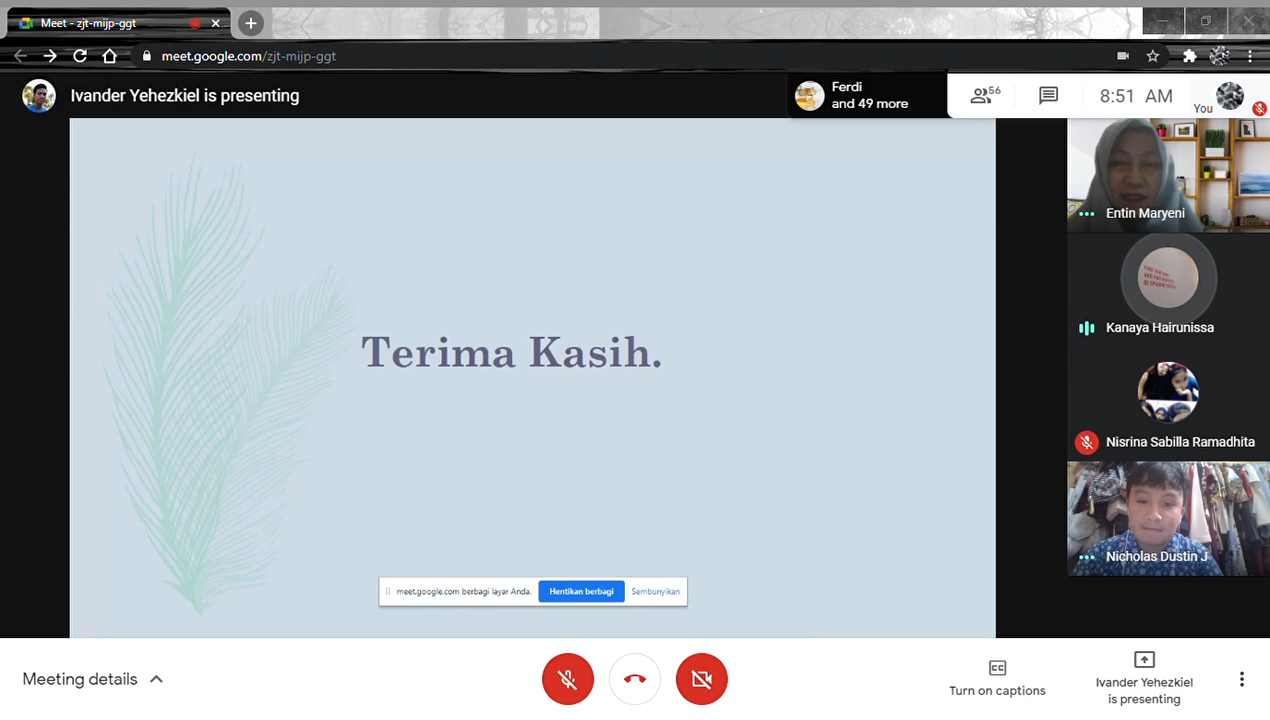 Meet - zjt-mijp-ggt
meet.google.com/zjt-mijp-ggt
Ivander Yehezkiel is presenting
Ferdi
and 49 more
56
8:51 AM
You
Terima Kasih.
Entin Maryeni
Kanaya Hairunissa
Nisrina Sabilla Ramadhita
Nicholas Dustin J
meet.google.com berbagi layar Anda.
Hentikan berbagi
Sembunyikan
Meeting details
CC
Turn on captions
Ivander Yehezkiel
is presenting